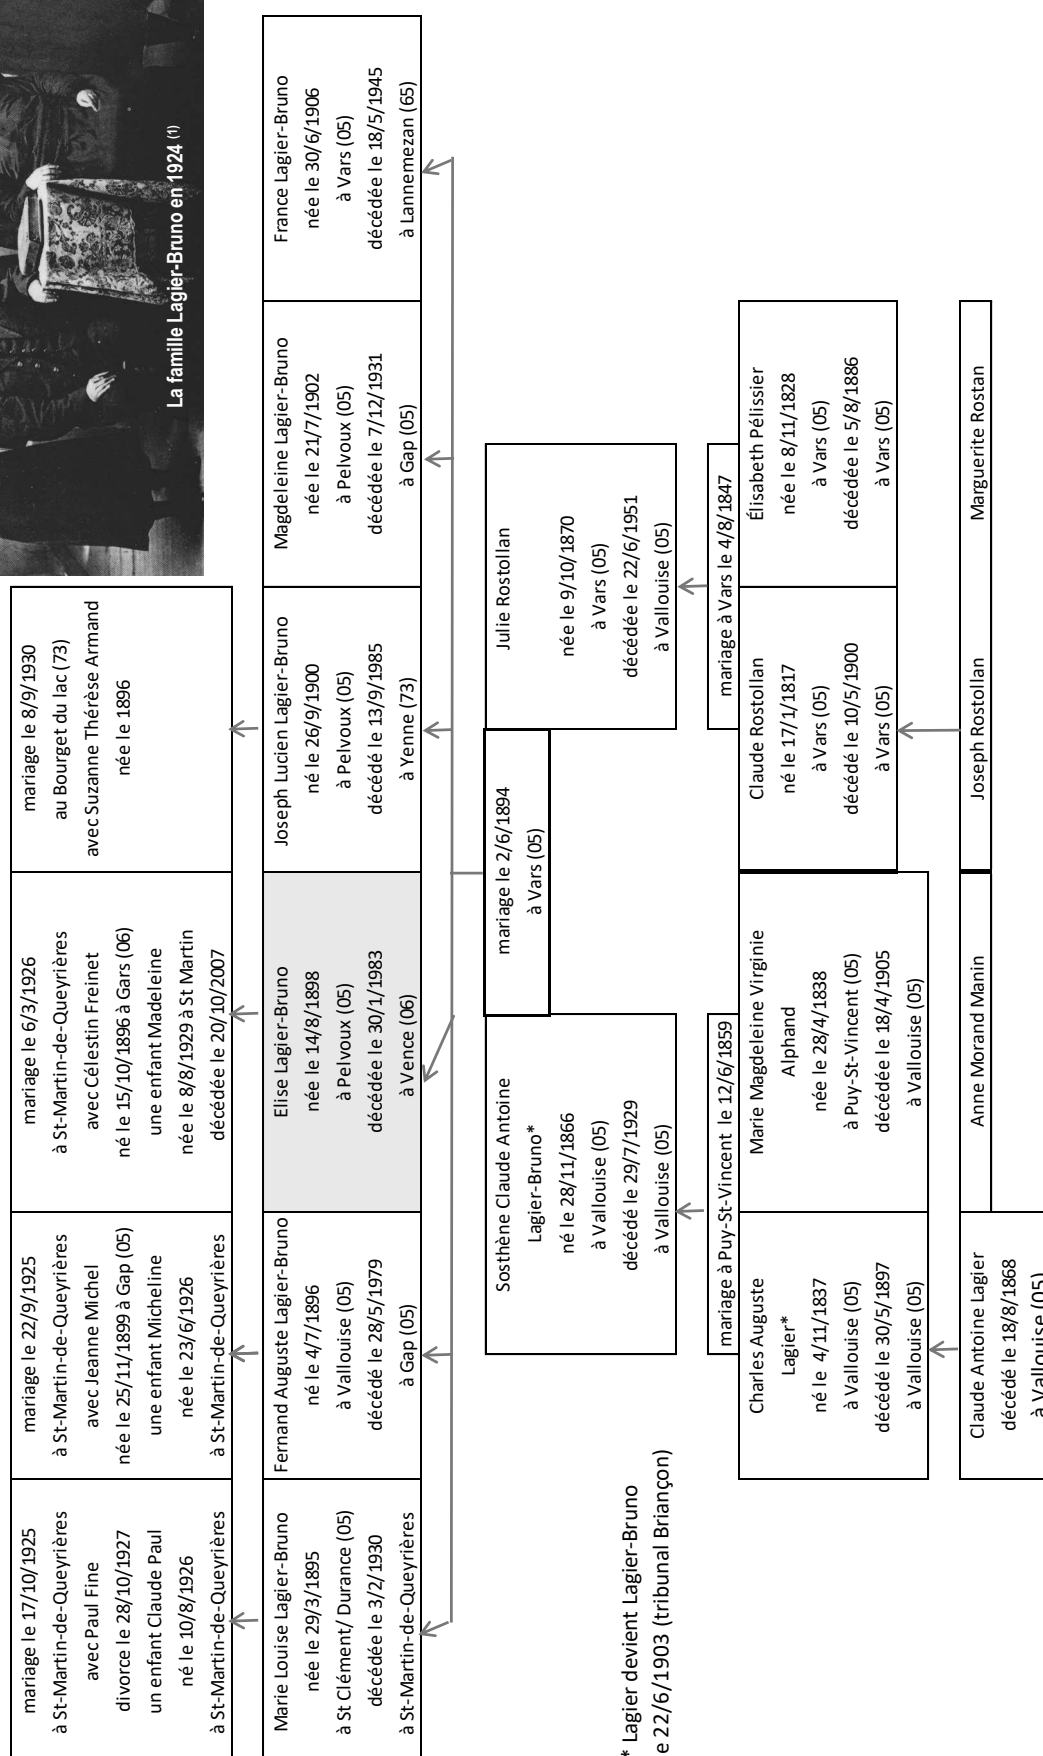 La famille Lagier-Bruno en 1924 (1)
mariage le 17/10/1925
à St-Martin-de-Queyrières
avec Paul Fine
divorce le 28/10/1927
un enfant Claude Paul
né le 10/8/1926
à St-Martin-de-Queyrières
mariage le 22/9/1925
à St-Martin-de-Queyrières
avec Jeanne Michel
née le 25/11/1899 à Gap (05)
une enfant Micheline
née le 23/6/1926
à St-Martin-de-Queyrières
mariage le 6/3/1926
à St-Martin-de-Queyrières
avec Célestin Freinet
né le 15/10/1896 à Gars (06)
une enfant Madeleine
née le 8/8/1929 à St Martin
décédée le 20/10/2007
mariage le 8/9/1930
au Bourget du lac (73)
avec Suzanne Thérèse Armand
née le 1896
Marie Louise Lagier-Bruno
née le 29/3/1895
à St Clément/ Durance (05)
décédée le 3/2/1930
à St-Martin-de-Queyrières
Fernand Auguste Lagier-Bruno
né le 4/7/1896
à Vallouise (05)
décédé le 28/5/1979
à Gap (05)
Elise Lagier-Bruno
née le 14/8/1898
à Pelvoux (05)
décédée le 30/1/1983
à Vence (06)
Joseph Lucien Lagier-Bruno
né le 26/9/1900
à Pelvoux (05)
décédé le 13/9/1985
à Yenne (73)
Magdeleine Lagier-Bruno
née le 21/7/1902
à Pelvoux (05)
décédée le 7/12/1931
à Gap (05)
France Lagier-Bruno
née le 30/6/1906
à Vars (05)
décédée le 18/5/1945
à Lannemezan (65)
Sosthène Claude Antoine
Lagier-Bruno*
né le 28/11/1866
à Vallouise (05)
décédé le 29/7/1929
à Vallouise (05)
mariage le 2/6/1894
à Vars (05)
Julie Rostollan
née le 9/10/1870
à Vars (05)
décédée le 22/6/1951
à Vallouise (05)
* Lagier devient Lagier-Bruno
e 22/6/1903 (tribunal Briançon)
mariage à Puy-St-Vincent le 12/6/1859
mariage à Vars le 4/8/1847
Charles Auguste
Lagier*
né le 4/11/1837
à Vallouise (05)
décédé le 30/5/1897
à Vallouise (05)
Marie Magdeleine Virginie
Alphand
née le 28/4/1838
à Puy-St-Vincent (05)
décédée le 18/4/1905
à Vallouise (05)
Claude Rostollan
né le 17/1/1817
à Vars (05)
décédé le 10/5/1900
à Vars (05)
Élisabeth Pélissier
née le 8/11/1828
à Vars (05)
décédée le 5/8/1886
à Vars (05)
Claude Antoine Lagier
décédé le 18/8/1868
à Vallouise (05)
Anne Morand Manin
Joseph Rostollan
Marguerite Rostan